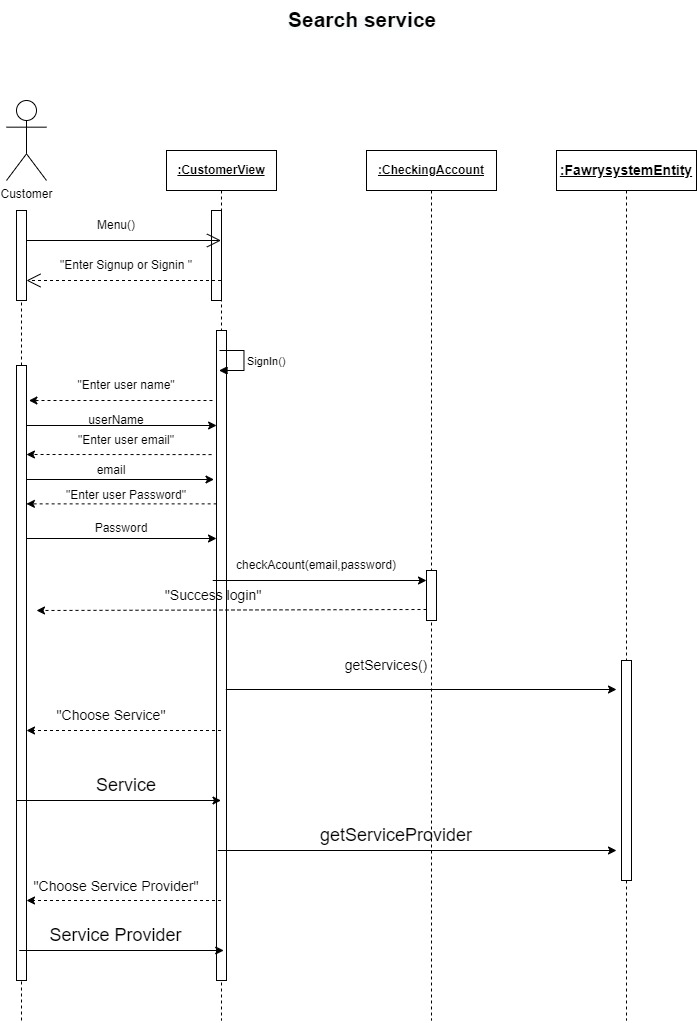 Search service
Customer
:CustomerView
:CheckingAccount
:FawrysystemEntity
Menu()
"Enter Signup or Signin "
SignIn()
"Enter user name"
userName
"Enter user email"
email
"Enter user Password"
Password
checkAcount(email,password)
"Success login"
getServices()
"Choose Service"
Service
getServiceProvider
"Choose Service Provider"
Service Provider